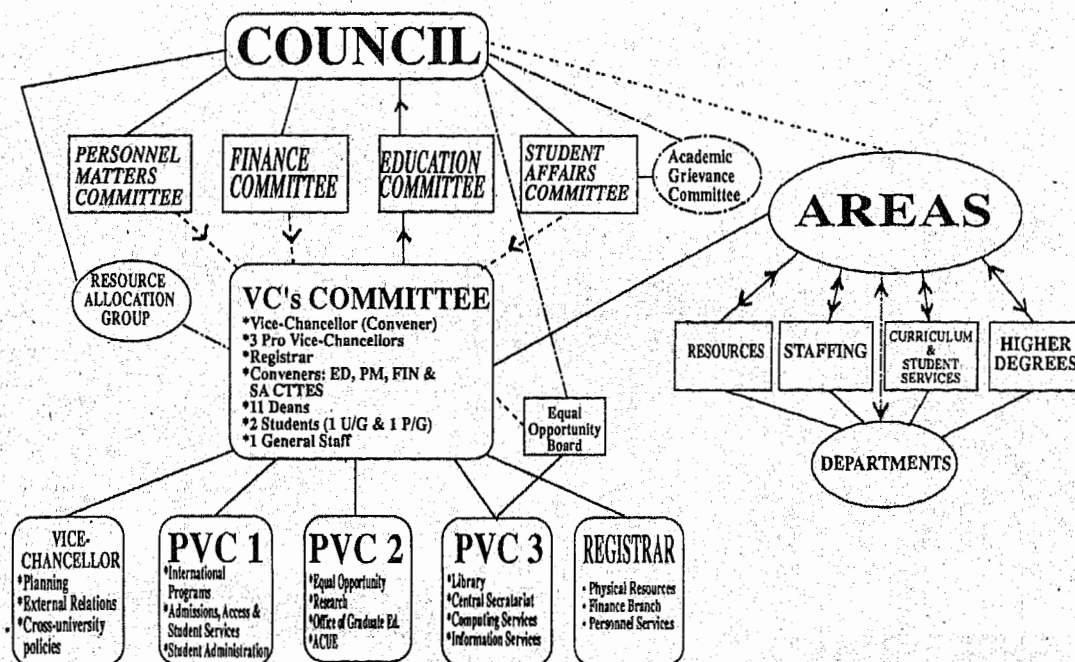 COUNCIL
PERSONNEL
MATTERS
COMMITTEE
FINANCE
COMMITTEE
EDUCATION
COMMITTEE
STUDENT
AFFAIRS
COMMITTEE
Academic
Grievance
Committee
AREAS
RESOURCE
ALLOCATION
GROUP
VC's COMMITTEE
*Vice-Chancellor (Convener)
*3 Pro Vice-Chancellors
*Registrar
*Conveners: ED, PM, FIN &
SA CTTES
*11 Deans
*2 Students (1 U/G & 1 P/G)
*1 General Staff
RESOURCES
STAFFING
CURRICULUM
&
STUDENT
SERVICES
HIGHER
DEGREES
Equal
Opportunity
Board
DEPARTMENTS
VICE-
CHANCELLOR
*Planning
*External Relations
*Cross-university
policies
PVC 1
*International
Programs
*Admissions, Access &
Student Services
*Student Administration
PVC 2
*Equal Opportunity
*Research
*Office of Graduate Ed.
*ACUE
PVC 3
*Library
*Central Secratariat
*Computing Services
*Information Services
REGISTRAR
• Physical Resources
• Finance Branch
• Personnel Services